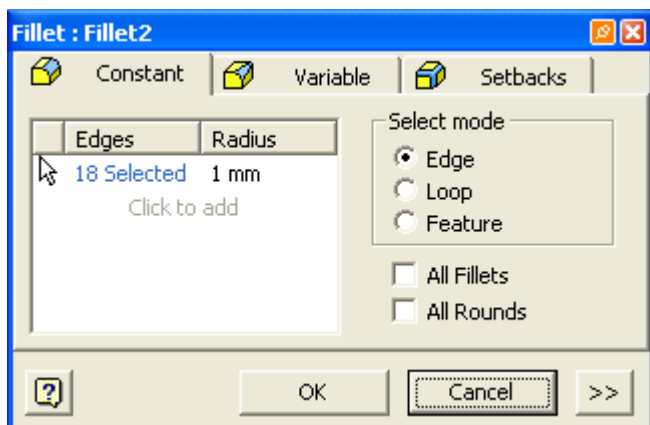 Fillet : Fillet2
Constant Variable Setbacks
Edges Radius
18 Selected 1 mm
Click to add
Select mode
Edge
Loop
Feature
All Fillets
All Rounds
? OK Cancel >>